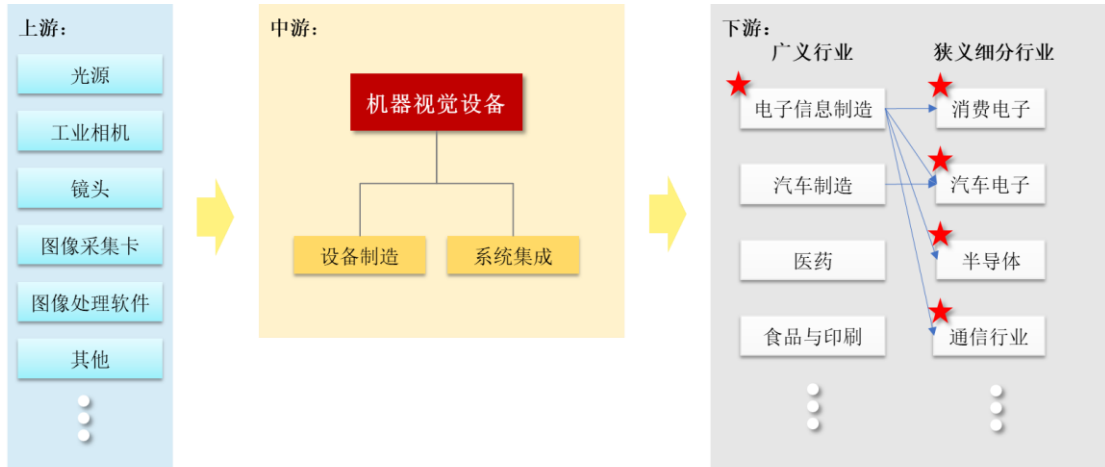 上游：
光源
工业相机
镜头
图像采集卡
图像处理软件
其他
中游：
机器视觉设备
设备制造
系统集成
下游：
广义行业
狭义细分行业
电子信息制造
消费电子
汽车制造
汽车电子
医药
半导体
食品与印刷
通信行业